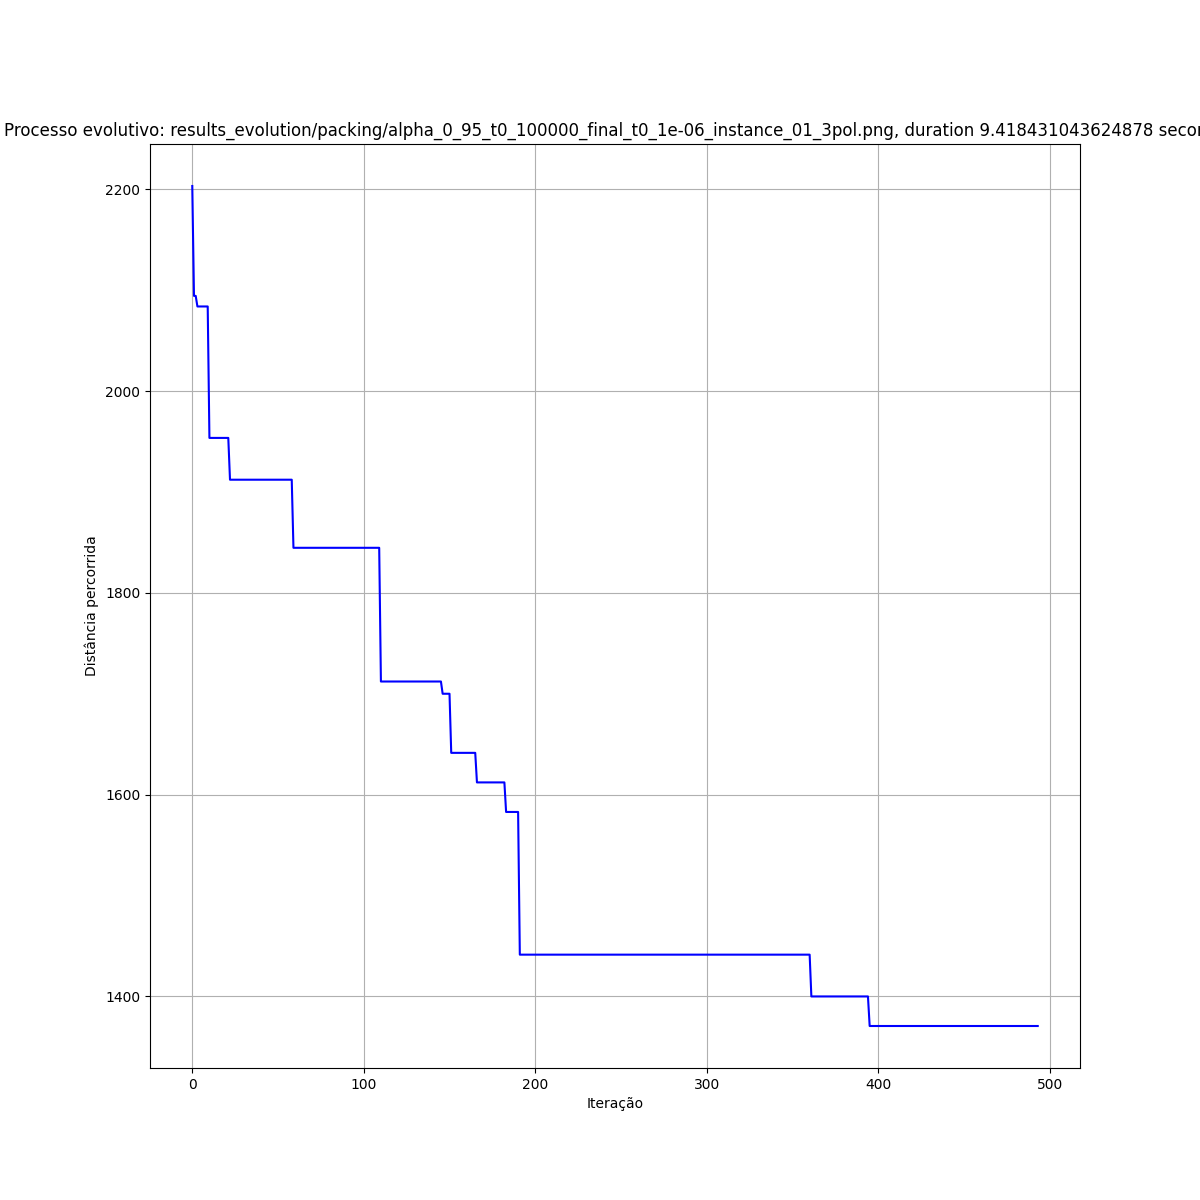 Processo evolutivo: results_evolution/packing/alpha_0_95_t0_100000_final_t0_1e-06_instance_01_3pol.png, duration 9.418431043624878
2200
2000
1800
1600
1400
Distância percorrida
0 100 200 300 400 500
Iteração